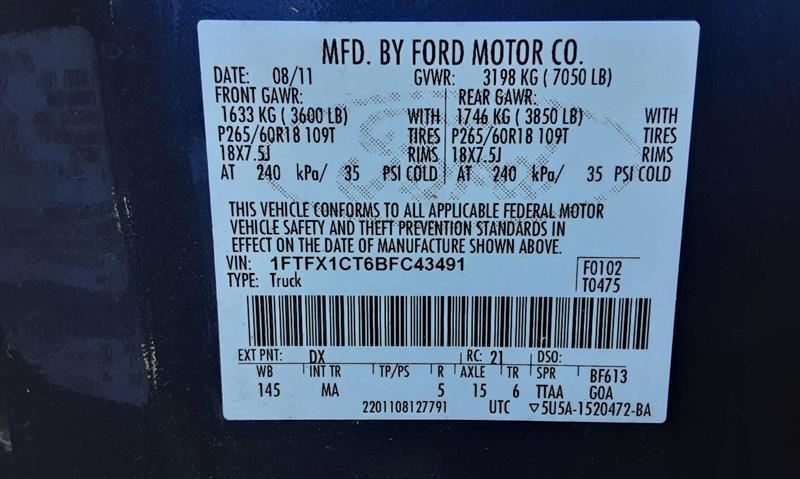 MFD. BY FORD MOTOR CO.
DATE: 08/11 GVWR: 3198 KG ( 7050 LB)
FRONT GAWR: REAR GAWR:
1633 KG ( 3600 LB) WITH 1746 KG ( 3850 LB) WITH
P265/60R18 109T TIRES P265/60R18 109T TIRES
18X7.5J RIMS 18X7.5J RIMS
AT 240 kPa/ 35 PSI COLD AT 240 kPa/ 35 PSI COLD
THIS VEHICLE CONFORMS TO ALL APPLICABLE FEDERAL MOTOR
VEHICLE SAFETY AND THEFT PREVENTION STANDARDS IN
EFFECT ON THE DATE OF MANUFACTURE SHOWN ABOVE.
VIN: 1FTFX1CT6BFC43491 F0102
TYPE: Truck T0475
EXT PNT: DX RC: 21 DSO:
WB INT TR TP/PS R AXLE TR SPR BF613
145 MA 5 15 6 TTAA GOA
2201108127791 UTC ▽5U5A-1520472-BA